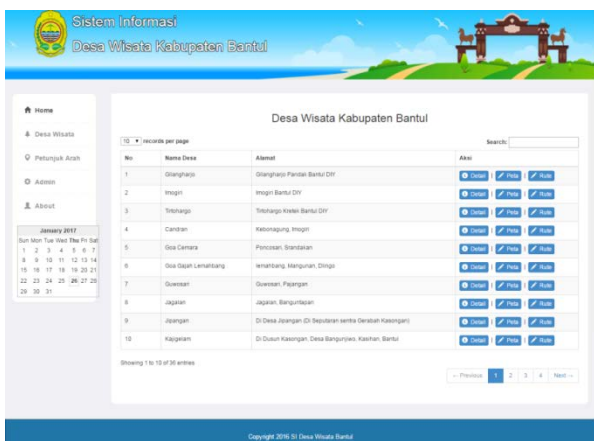 Sistem Informasi
Desa Wisata Kabupaten Bantul
Home
Desa Wisata
Petunjuk Arah
Admin
About
January 2017
Sun Mon Tue Wed Thu Fri Sat
1 2 3 4 5 6 7
8 9 10 11 12 13 14
15 16 17 18 19 20 21
22 23 24 25 26 27 28
29 30 31
Desa Wisata Kabupaten Bantul
10 records per page Search:
No Nama Desa Alamat Aksi
1 Gilangharjo Gilangharjo Pandak Bantul DIY Detail | Peta | Rute
2 Imogiri Imogiri Bantul DIY Detail | Peta | Rute
3 Tirtohargo Tirtohargo Kretek Bantul DIY Detail | Peta | Rute
4 Candran Kebonagung, Imogiri Detail | Peta | Rute
5 Goa Cemara Poncosari, Srandakan Detail | Peta | Rute
6 Goa Gajah Lemahbang lemahbang, Mangunan, Dlingo Detail | Peta | Rute
7 Guwosari Guwosari, Pajangan Detail | Peta | Rute
8 Jagalan Jagalan, Banguntapan Detail | Peta | Rute
9 Jipangan Di Desa Jipangan (Di Seputaran sentra Gerabah Kasongan) Detail | Peta | Rute
10 Kajigelem Di Dusun Kasongan, Desa Bangunjiwo, Kasihan, Bantul Detail | Peta | Rute
Showing 1 to 10 of 36 entries
← Previous 1 2 3 4 Next →
Copyright 2016 SI Desa Wisata Bantul